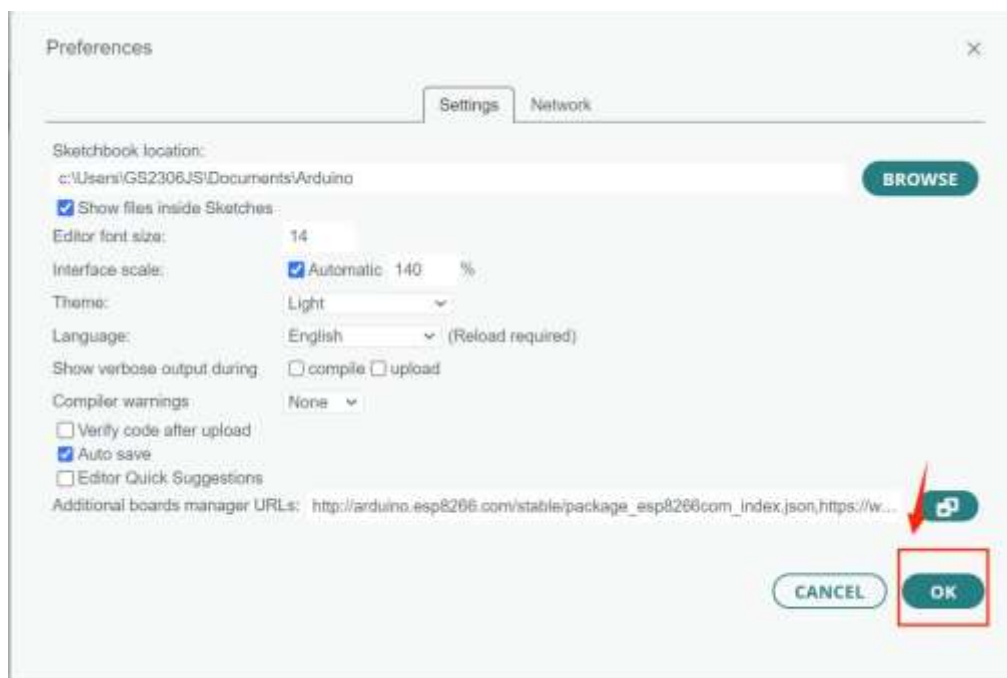 Preferences
Settings Network
Sketchbook location:
c:\Users\GS2306JS\Documents\Arduino
BROWSE
Show files inside Sketches
Editor font size: 14
Interface scale: Automatic 140 %
Theme: Light
Language: English (Reload required)
Show verbose output during compile upload
Compiler warnings None
Verify code after upload
Auto save
Editor Quick Suggestions
Additional boards manager URLs: http://arduino.esp8266.com/stable/package_esp8266com_index.json,https://w...
CANCEL OK